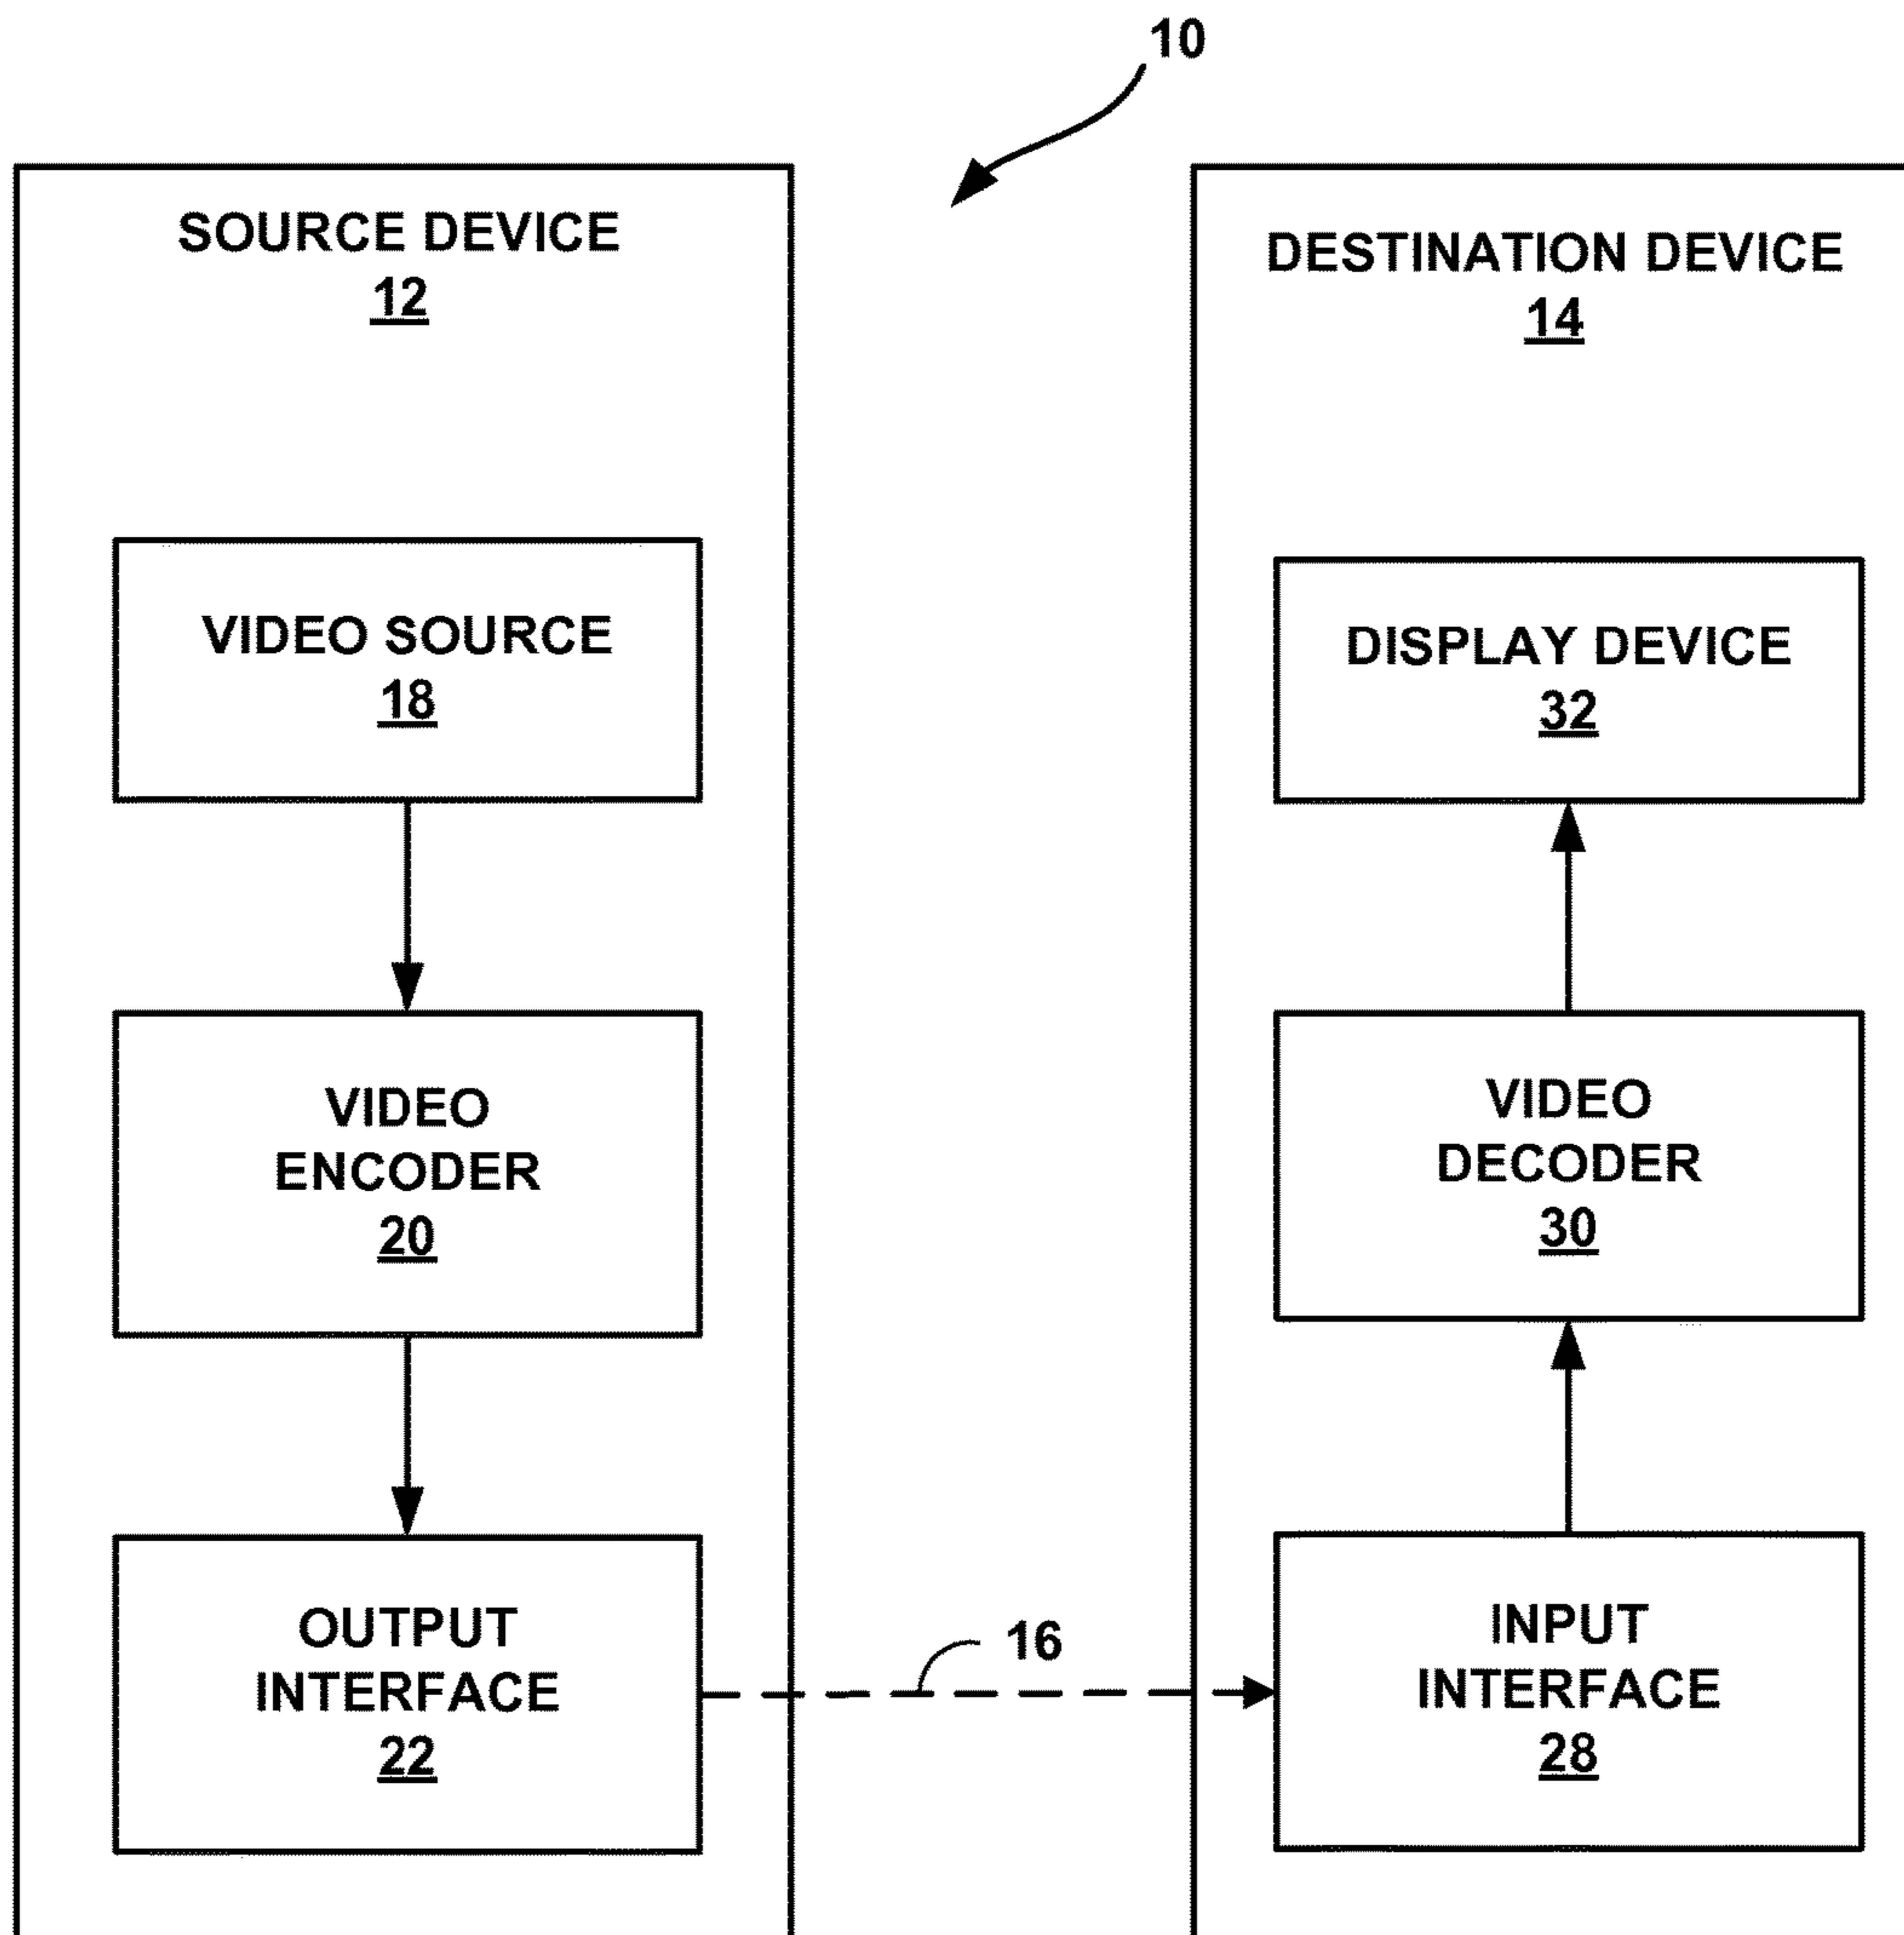 10
SOURCE DEVICE
12
VIDEO SOURCE
18
VIDEO
ENCODER
20
OUTPUT
INTERFACE
22
16
DESTINATION DEVICE
14
DISPLAY DEVICE
32
VIDEO
DECODER
30
INPUT
INTERFACE
28